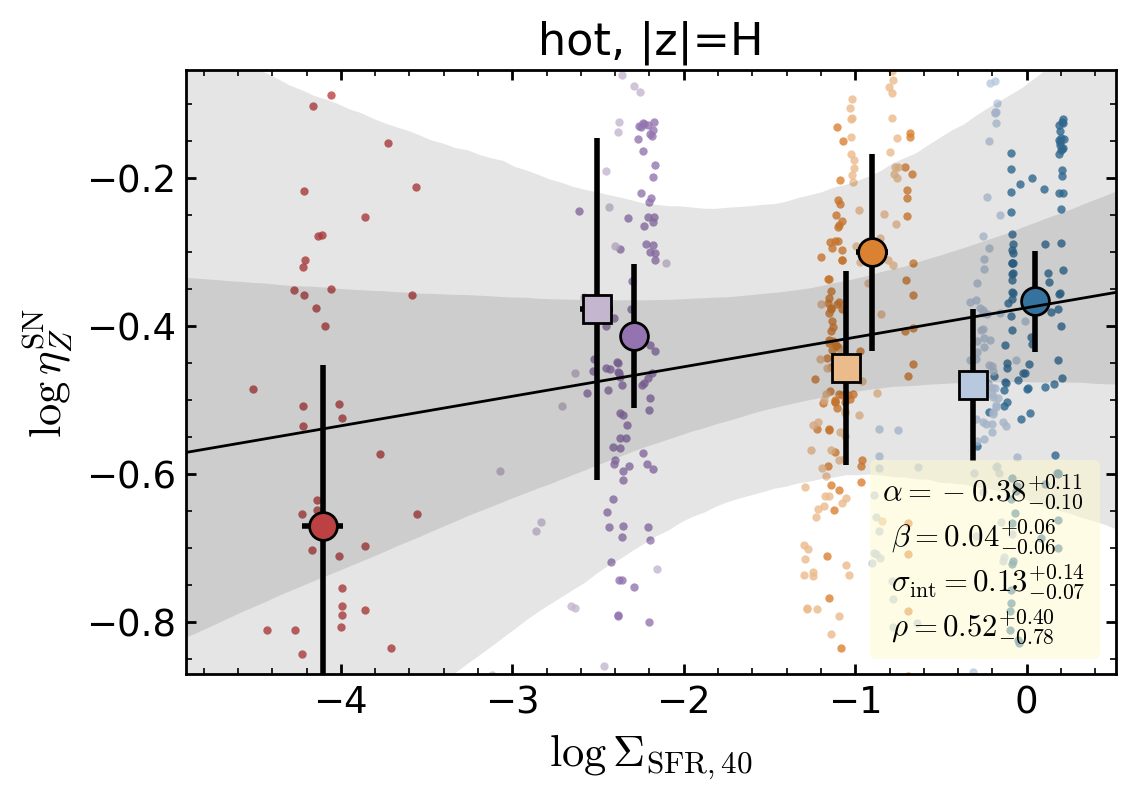 hot, |z|=H
−0.2
−0.4
−0.6
−0.8
log η_Z^SN
α = −0.38^{+0.11}_{−0.10}
β = 0.04^{+0.06}_{−0.06}
σ_int = 0.13^{+0.14}_{−0.07}
ρ = 0.52^{+0.40}_{−0.78}
−4 −3 −2 −1 0
log Σ_{SFR, 40}